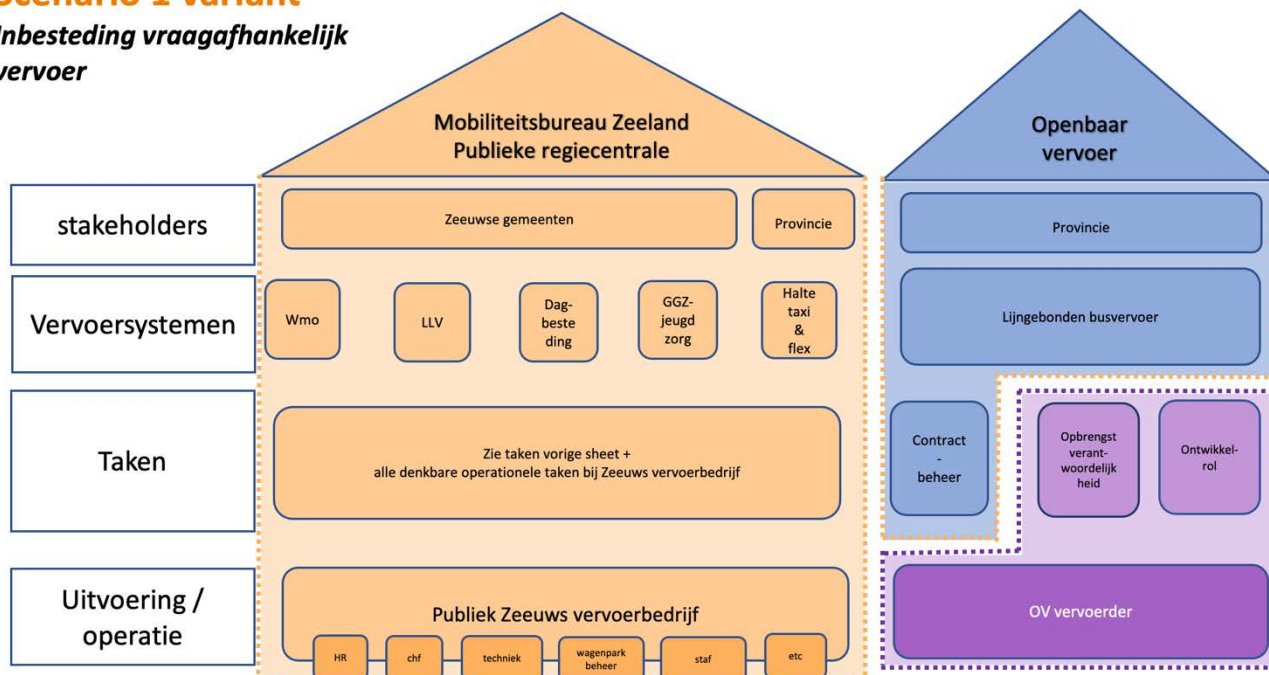 Scenario 1 variant
Inbesteding vraagafhankelijk
vervoer
Mobiliteitsbureau Zeeland
Publieke regiecentrale
Openbaar
vervoer
stakeholders
Zeeuwse gemeenten
Provincie
Provincie
Vervoersystemen
Wmo
LLV
Dag-
beste
ding
GGZ-
jeugd
zorg
Halte
taxi
&
flex
Lijngebonden busvervoer
Taken
Zie taken vorige sheet +
alle denkbare operationele taken bij Zeeuws vervoerbedrijf
Contract
-
beheer
Opbrengst
verant-
woordelijk
heid
Ontwikkel-
rol
Uitvoering /
operatie
Publiek Zeeuws vervoerbedrijf
HR
chf
techniek
wagenpark
beheer
staf
etc
OV vervoerder